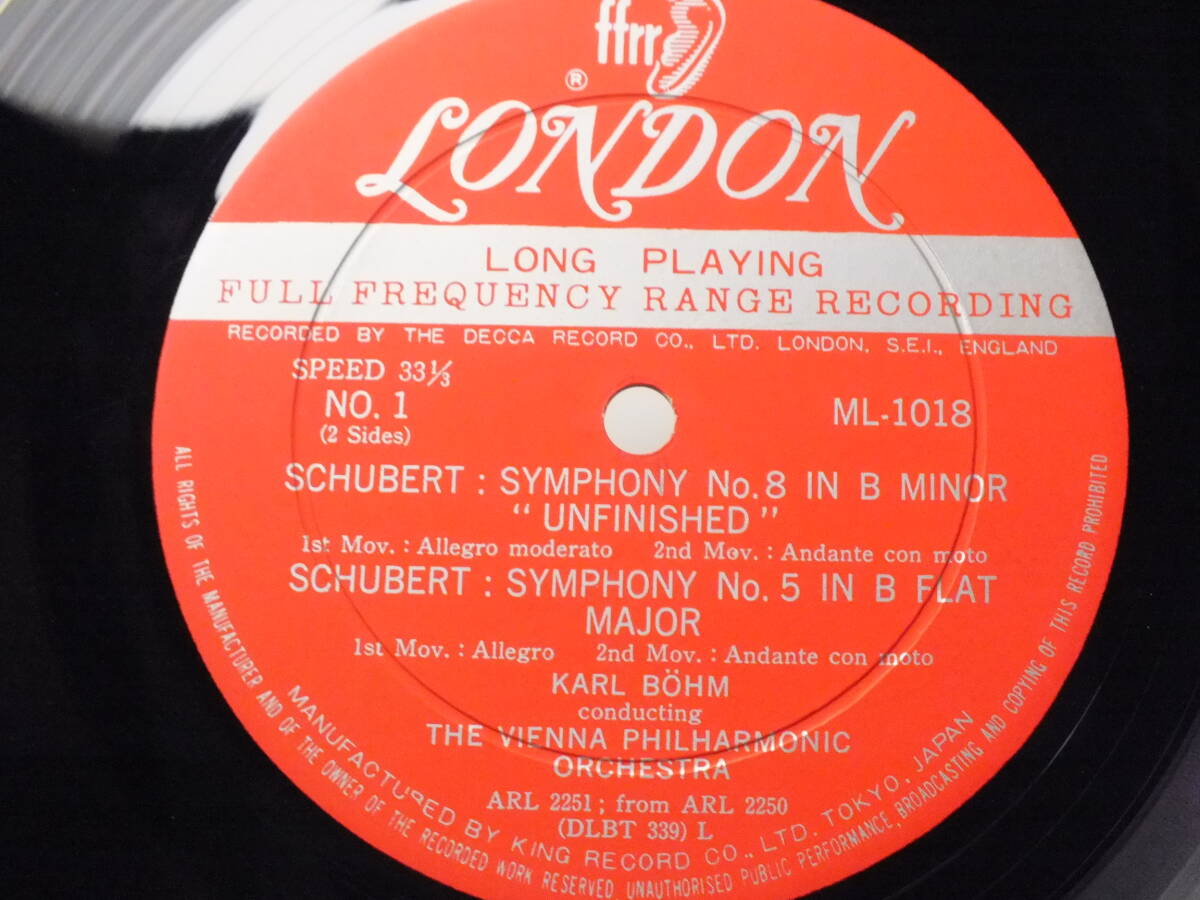 ffrr
®
LONDON
LONG PLAYING
FULL FREQUENCY RANGE RECORDING
RECORDED BY THE DECCA RECORD CO., LTD. LONDON, S.E.I., ENGLAND
SPEED 33⅓
NO. 1
(2 Sides)
ML-1018
SCHUBERT : SYMPHONY No. 8 IN B MINOR
"UNFINISHED"
1st Mov. : Allegro moderato 2nd Mov. : Andante con moto
SCHUBERT : SYMPHONY No. 5 IN B FLAT
MAJOR
1st Mov. : Allegro 2nd Mov. : Andante con moto
KARL BÖHM
conducting
THE VIENNA PHILHARMONIC
ORCHESTRA
ARL 2251 ; from ARL 2250
(DLBT 339) L
MANUFACTURED BY KING RECORD CO., LTD. TOKYO, JAPAN
ALL RIGHTS OF THE MANUFACTURER AND OF THE OWNER OF THE RECORDED WORK RESERVED. UNAUTHORISED PUBLIC PERFORMANCE, BROADCASTING AND COPYING OF THIS RECORD PROHIBITED